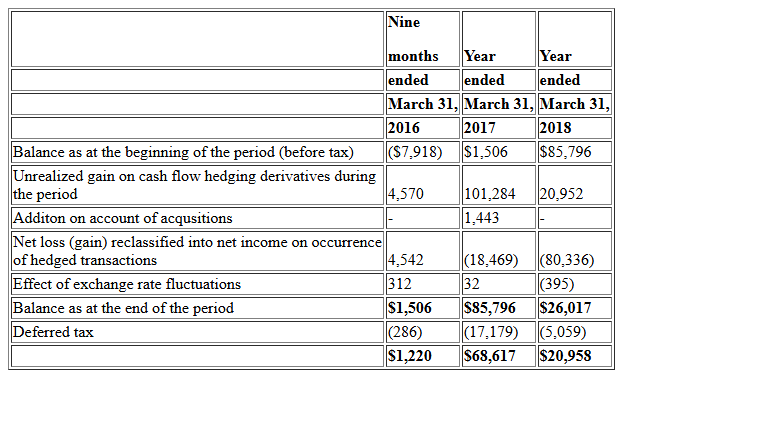 Nine
months Year Year
ended ended ended
March 31, March 31, March 31,
2016 2017 2018
Balance as at the beginning of the period (before tax) ($7,918) $1,506 $85,796
Unrealized gain on cash flow hedging derivatives during
the period 4,570 101,284 20,952
Additon on account of acqusitions - 1,443 -
Net loss (gain) reclassified into net income on occurrence
of hedged transactions 4,542 (18,469) (80,336)
Effect of exchange rate fluctuations 312 32 (395)
Balance as at the end of the period $1,506 $85,796 $26,017
Deferred tax (286) (17,179) (5,059)
$1,220 $68,617 $20,958